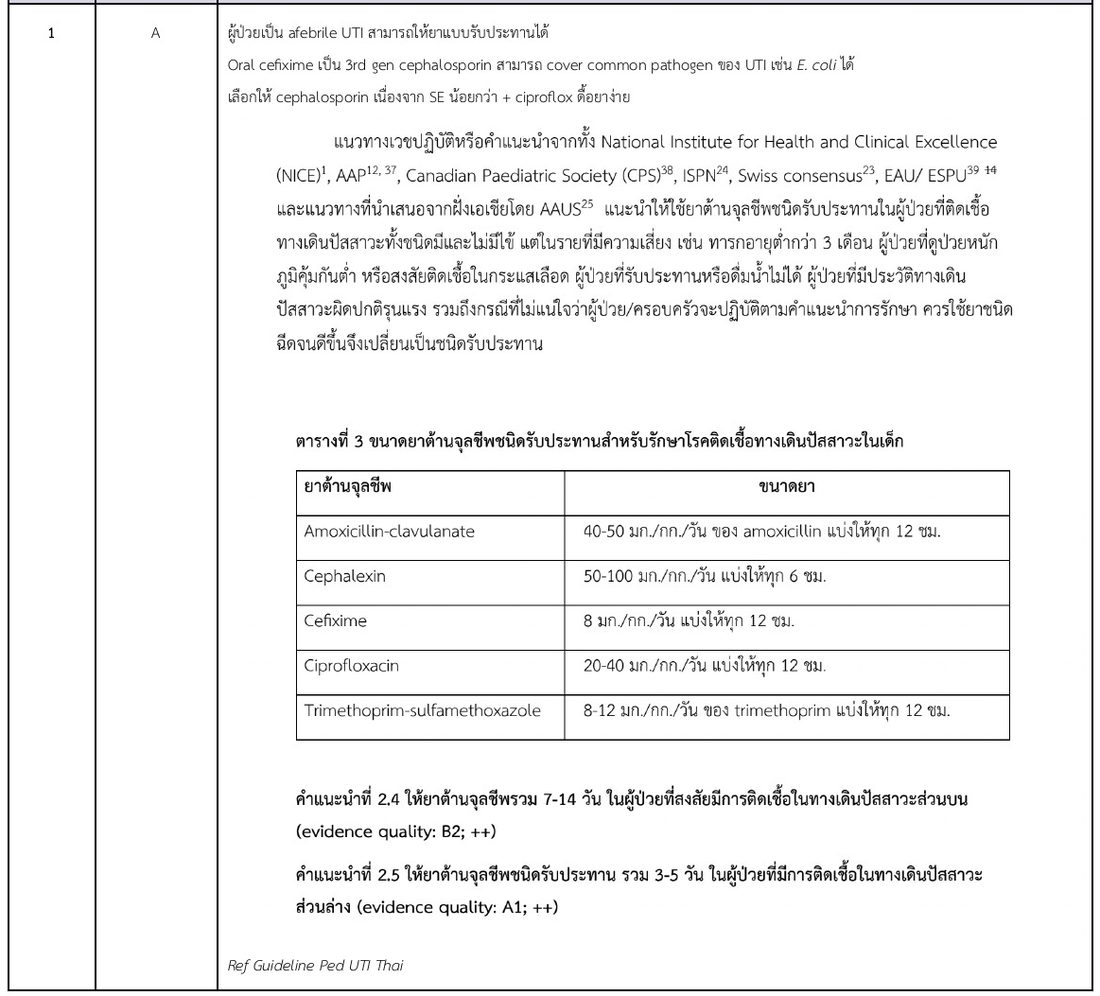 1 A ผู้ป่วยเป็น afebrile UTI สามารถให้ยาแบบรับประทานได้
Oral cefixime เป็น 3rd gen cephalosporin สามารถ cover common pathogen ของ UTI เช่น E. coli ได้
เลือกให้ cephalosporin เนื่องจาก SE น้อยกว่า + ciproflox ดื้อยาง่าย
แนวทางเวชปฏิบัติหรือคำแนะนำจากทั้ง National Institute for Health and Clinical Excellence
(NICE)1, AAP12, 37, Canadian Paediatric Society (CPS)38, ISPN24, Swiss consensus23, EAU/ ESPU39 14
และแนวทางที่นำเสนอจากฝั่งเอเชียโดย AAUS25 แนะนำให้ใช้ยาต้านจุลชีพชนิดรับประทานในผู้ป่วยที่ติดเชื้อ
ทางเดินปัสสาวะทั้งชนิดมีและไม่มีไข้ แต่ในรายที่มีความเสี่ยง เช่น ทารกอายุต่ำกว่า 3 เดือน ผู้ป่วยที่ดูป่วยหนัก
ภูมิคุ้มกันต่ำ หรือสงสัยติดเชื้อในกระแสเลือด ผู้ป่วยที่รับประทานหรือดื่มน้ำไม่ได้ ผู้ป่วยที่มีประวัติทางเดิน
ปัสสาวะผิดปกติรุนแรง รวมถึงกรณีที่ไม่แน่ใจว่าผู้ป่วย/ครอบครัวจะปฏิบัติตามคำแนะนำการรักษา ควรใช้ยาชนิด
ฉีดจนดีขึ้นจึงเปลี่ยนเป็นชนิดรับประทาน
ตารางที่ 3 ขนาดยาต้านจุลชีพชนิดรับประทานสำหรับรักษาโรคติดเชื้อทางเดินปัสสาวะในเด็ก
ยาต้านจุลชีพ ขนาดยา
Amoxicillin-clavulanate 40-50 มก./กก./วัน ของ amoxicillin แบ่งให้ทุก 12 ชม.
Cephalexin 50-100 มก./กก./วัน แบ่งให้ทุก 6 ชม.
Cefixime 8 มก./กก./วัน แบ่งให้ทุก 12 ชม.
Ciprofloxacin 20-40 มก./กก./วัน แบ่งให้ทุก 12 ชม.
Trimethoprim-sulfamethoxazole 8-12 มก./กก./วัน ของ trimethoprim แบ่งให้ทุก 12 ชม.
คำแนะนำที่ 2.4 ให้ยาต้านจุลชีพรวม 7-14 วัน ในผู้ป่วยที่สงสัยมีการติดเชื้อในทางเดินปัสสาวะส่วนบน
(evidence quality: B2; ++)
คำแนะนำที่ 2.5 ให้ยาต้านจุลชีพชนิดรับประทาน รวม 3-5 วัน ในผู้ป่วยที่มีการติดเชื้อในทางเดินปัสสาวะ
ส่วนล่าง (evidence quality: A1; ++)
Ref Guideline Ped UTI Thai